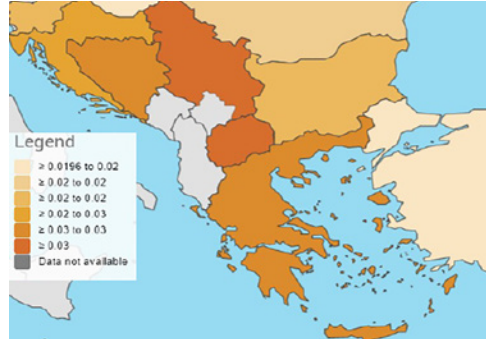 Legend
≥ 0.0196 to 0.02
≥ 0.02 to 0.02
≥ 0.02 to 0.02
≥ 0.02 to 0.03
≥ 0.03 to 0.03
≥ 0.03
Data not available